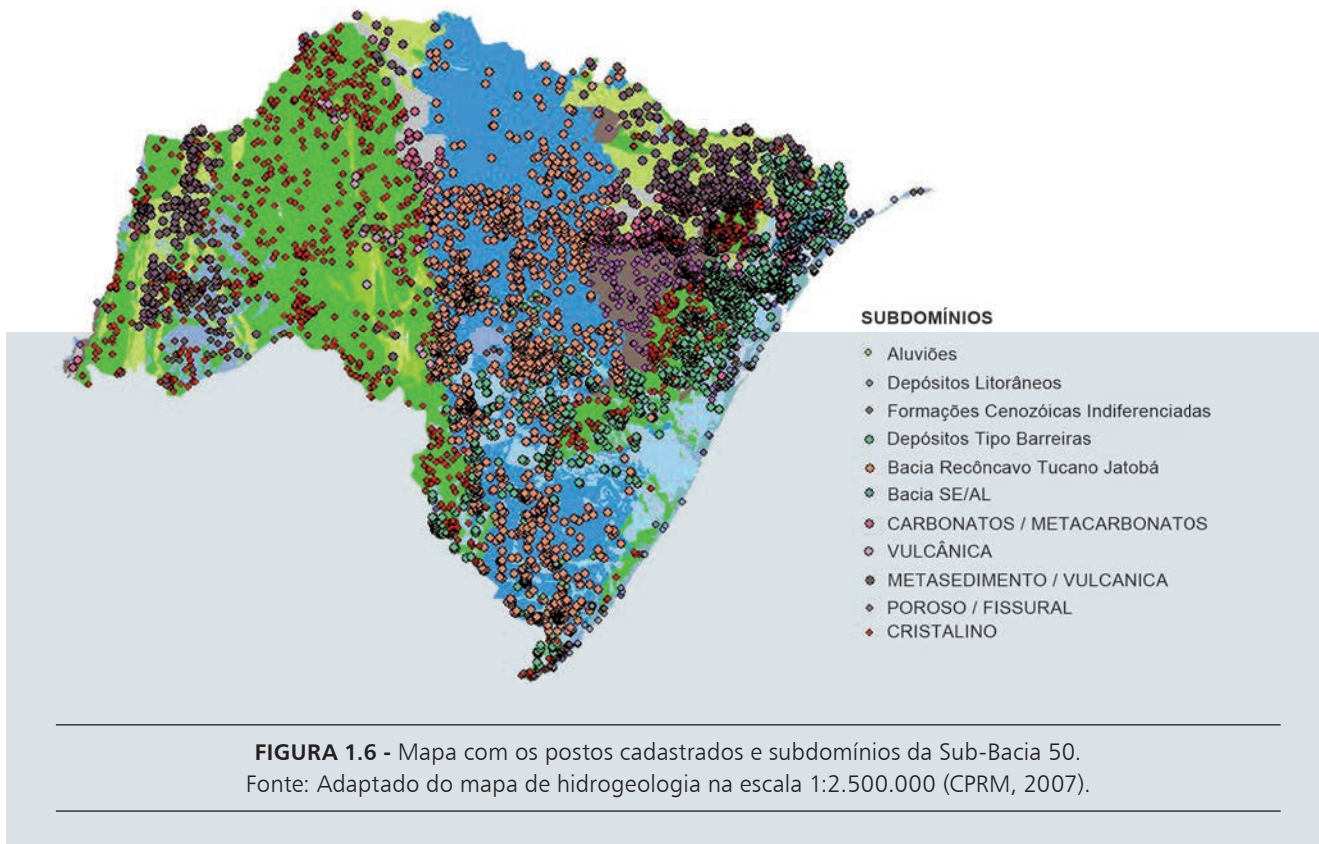 SUBDOMÍNIOS
Aluviões
Depósitos Litorâneos
Formações Cenozóicas Indiferenciadas
Depósitos Tipo Barreiras
Bacia Recôncavo Tucano Jatobá
Bacia SE/AL
CARBONATOS / METACARBONATOS
VULCÂNICA
METASEDIMENTO / VULCANICA
POROSO / FISSURAL
CRISTALINO
FIGURA 1.6 - Mapa com os postos cadastrados e subdomínios da Sub-Bacia 50.
Fonte: Adaptado do mapa de hidrogeologia na escala 1:2.500.000 (CPRM, 2007).